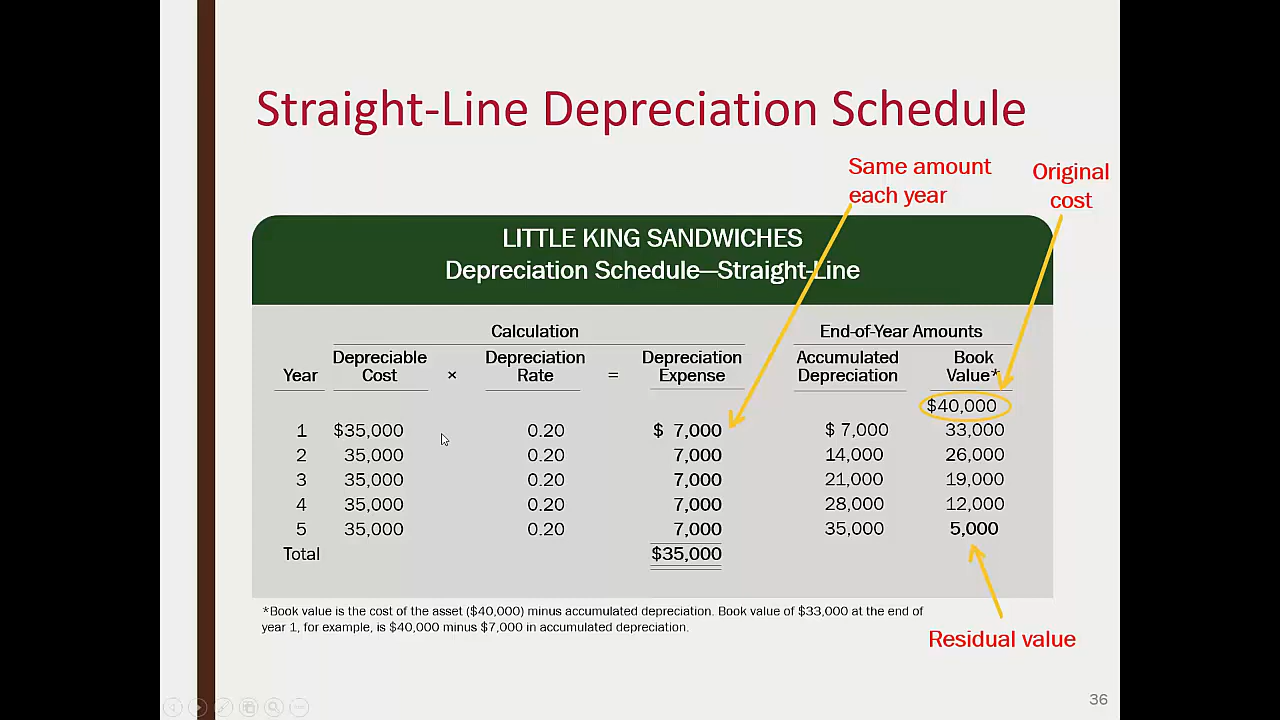 Straight-Line Depreciation Schedule
Same amount
each year
Original
cost
LITTLE KING SANDWICHES
Depreciation Schedule—Straight-Line
Calculation End-of-Year Amounts
Depreciable Depreciation Depreciation Accumulated Book
Year Cost × Rate = Expense Depreciation Value*
$40,000
1 $35,000 0.20 $ 7,000 $ 7,000 33,000
2 35,000 0.20 7,000 14,000 26,000
3 35,000 0.20 7,000 21,000 19,000
4 35,000 0.20 7,000 28,000 12,000
5 35,000 0.20 7,000 35,000 5,000
Total $35,000
*Book value is the cost of the asset ($40,000) minus accumulated depreciation. Book value of $33,000 at the end of
year 1, for example, is $40,000 minus $7,000 in accumulated depreciation.
Residual value
36